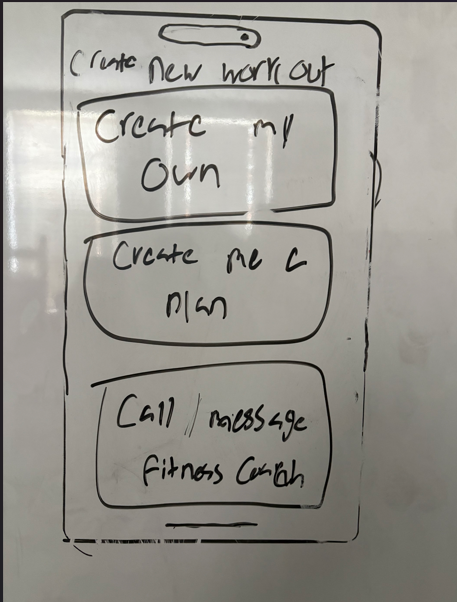 Create new work out
Create my
Own
Create me a
plan
Call / message
fitness Coach